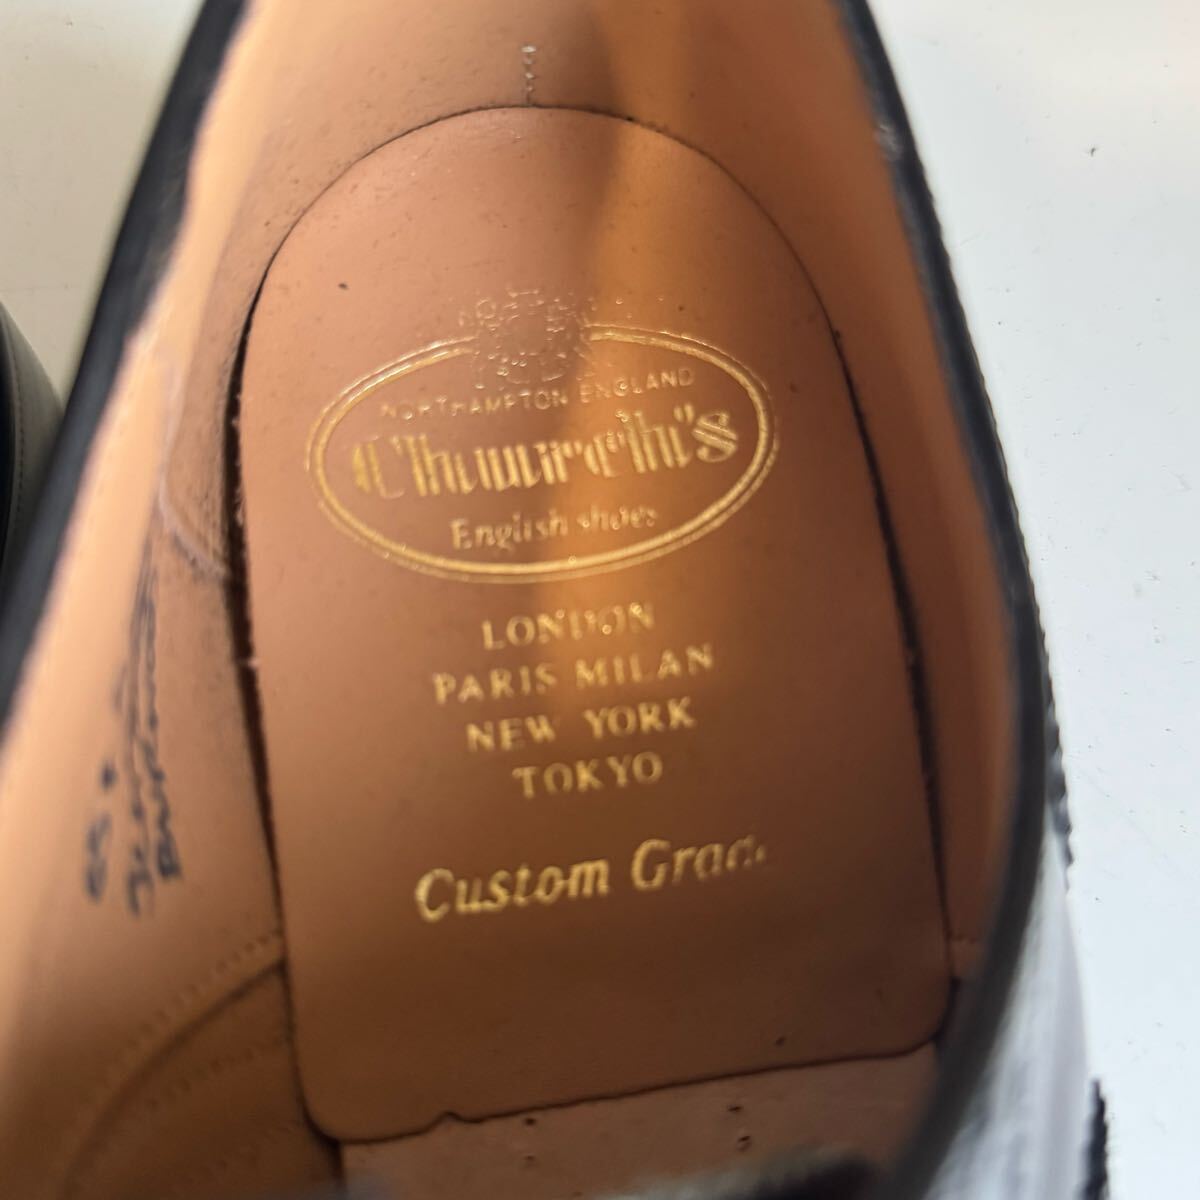 NORTHAMPTON ENGLAND
Church's
English shoes
LONDON
PARIS MILAN
NEW YORK
TOKYO
Custom Grade